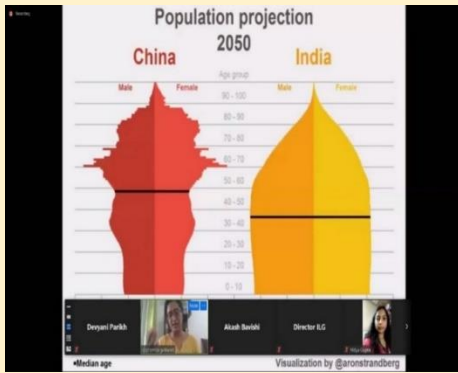 Population projection
2050
China
India
Age group
Male
Female
Male
Female
90 - 100
80 - 90
70 - 80
60 - 70
50 - 60
40 - 50
30 - 40
20 - 30
10 - 20
0 - 10
Devyani Parikh
Akash Bavishi
Director ILG
•Median age
Visualization by @aronstrandberg